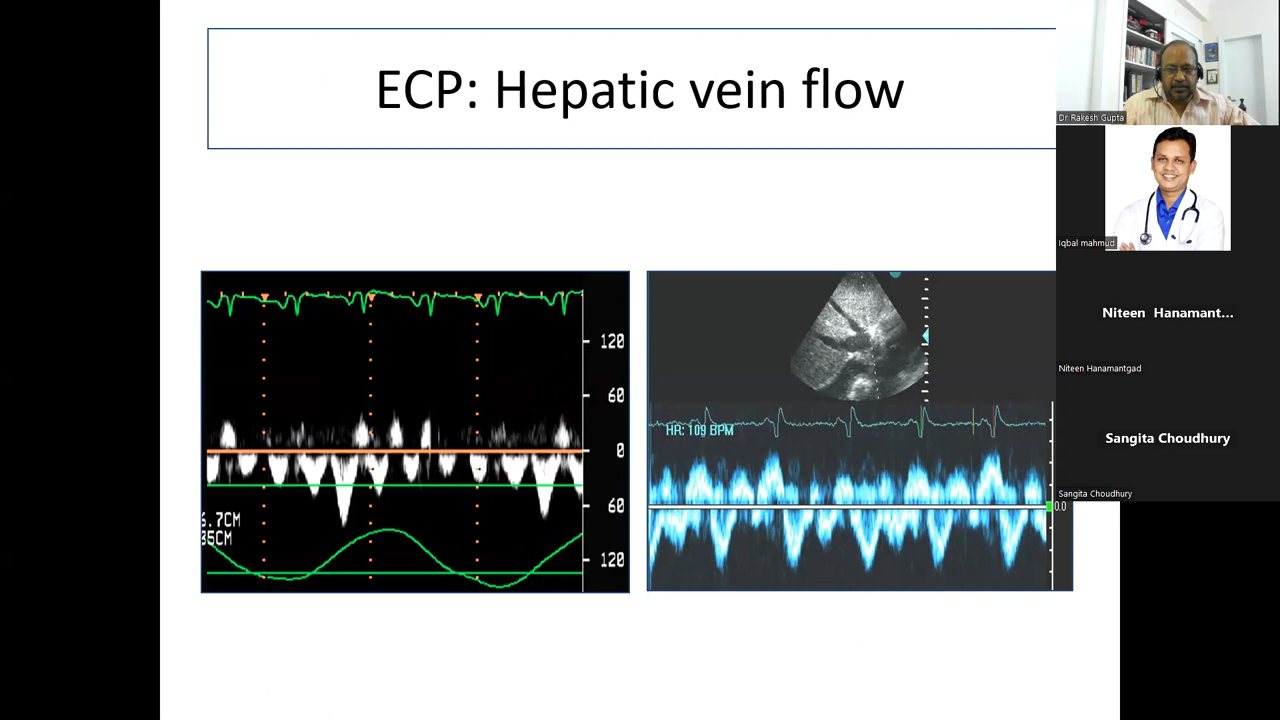 ECP: Hepatic vein flow
120
60
0
60
120
6.7CM
35CM
HR: 109 BPM
0.0
Dr Rakesh Gupta
Iqbal mahmud
Niteen Hanamant...
Niteen Hanamantgad
Sangita Choudhury
Sangita Choudhury